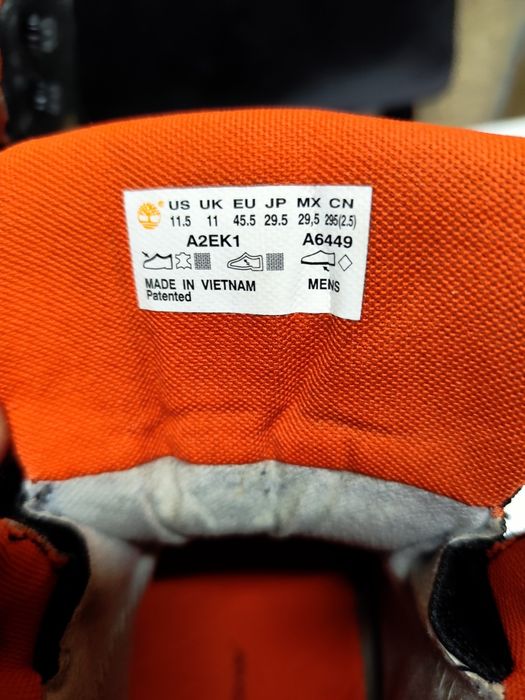 US UK EU JP MX CN
11.5 11 45.5 29.5 29,5 295(2.5)
A2EK1 A6449
MADE IN VIETNAM MENS
Patented